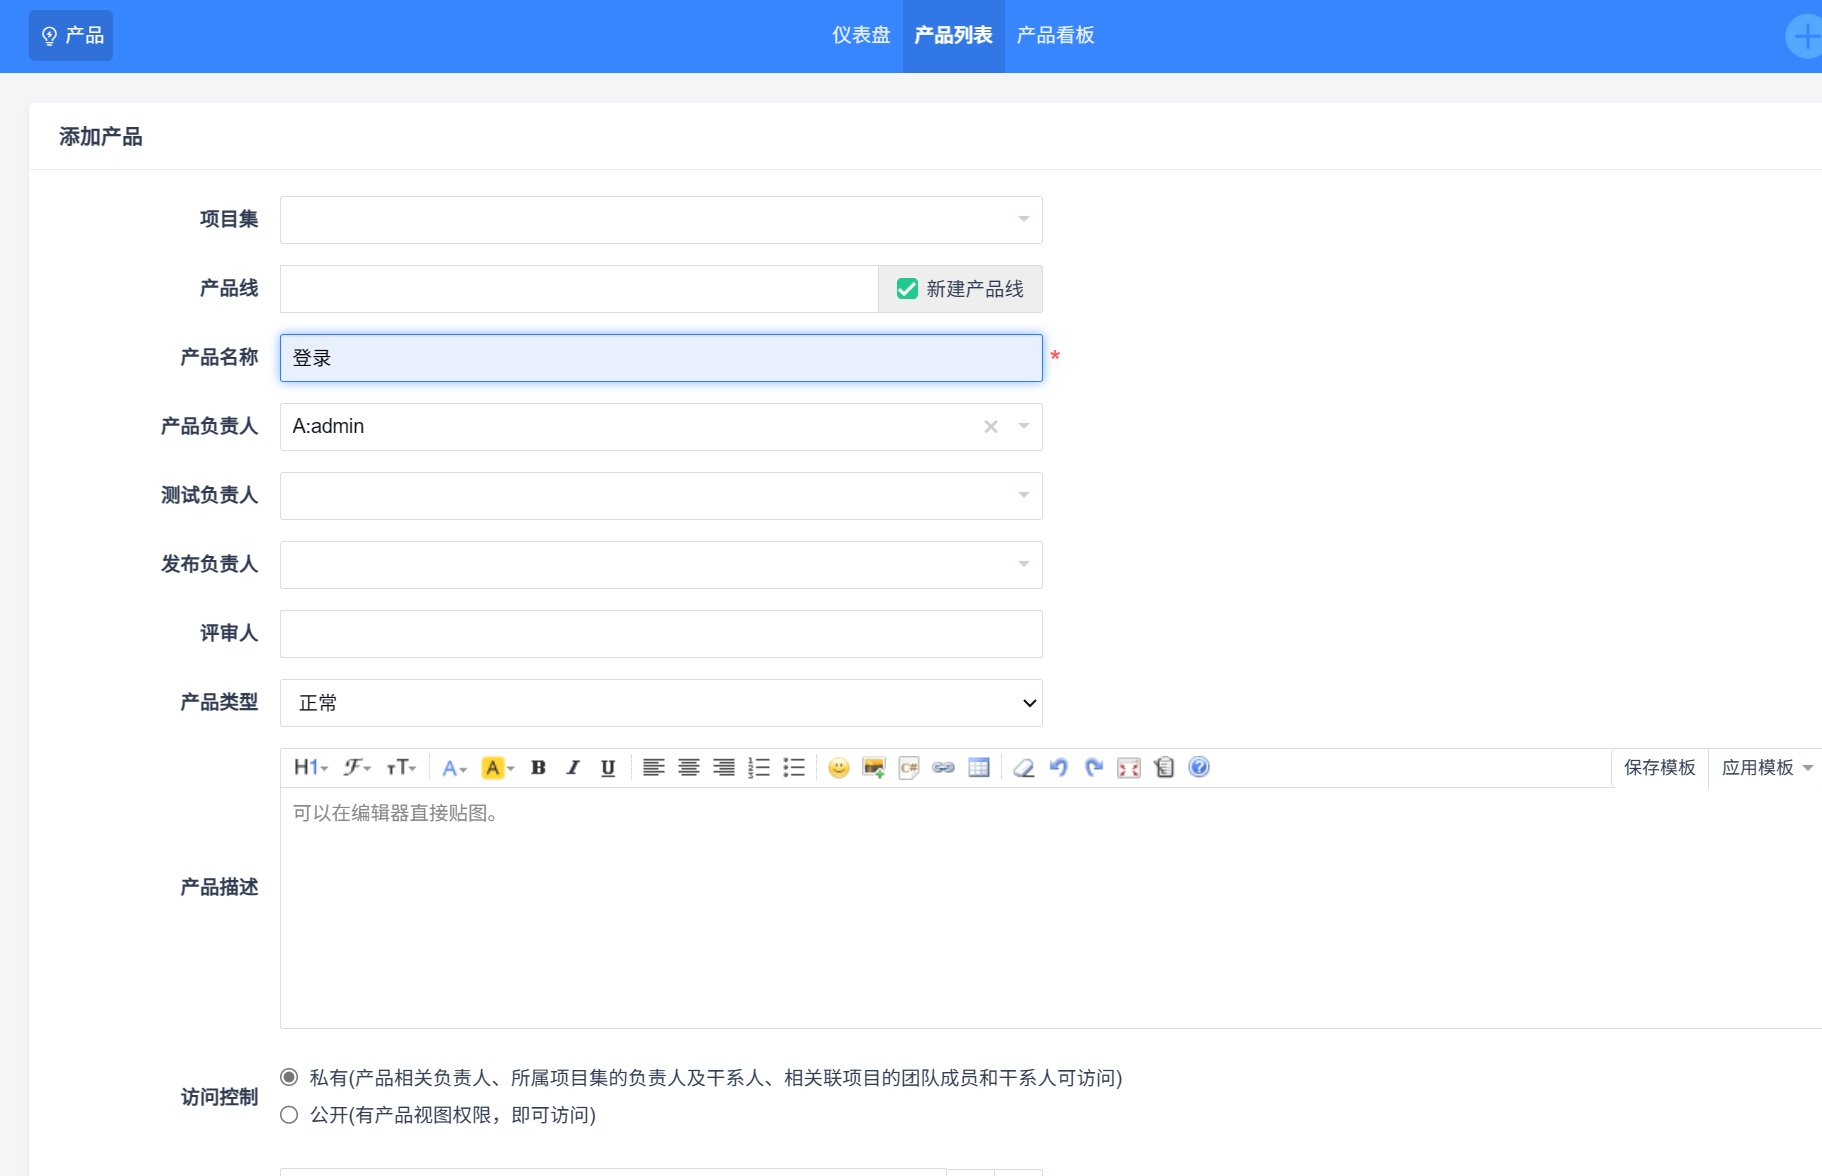 产品
仪表盘 产品列表 产品看板
添加产品
项目集
产品线 新建产品线
产品名称 登录 *
产品负责人 A:admin
测试负责人
发布负责人
评审人
产品类型 正常
H1 F TT A A B I U C# 保存模板 应用模板
可以在编辑器直接贴图。
产品描述
访问控制
私有(产品相关负责人、所属项目集的负责人及干系人、相关联项目的团队成员和干系人可访问)
公开(有产品视图权限，即可访问)